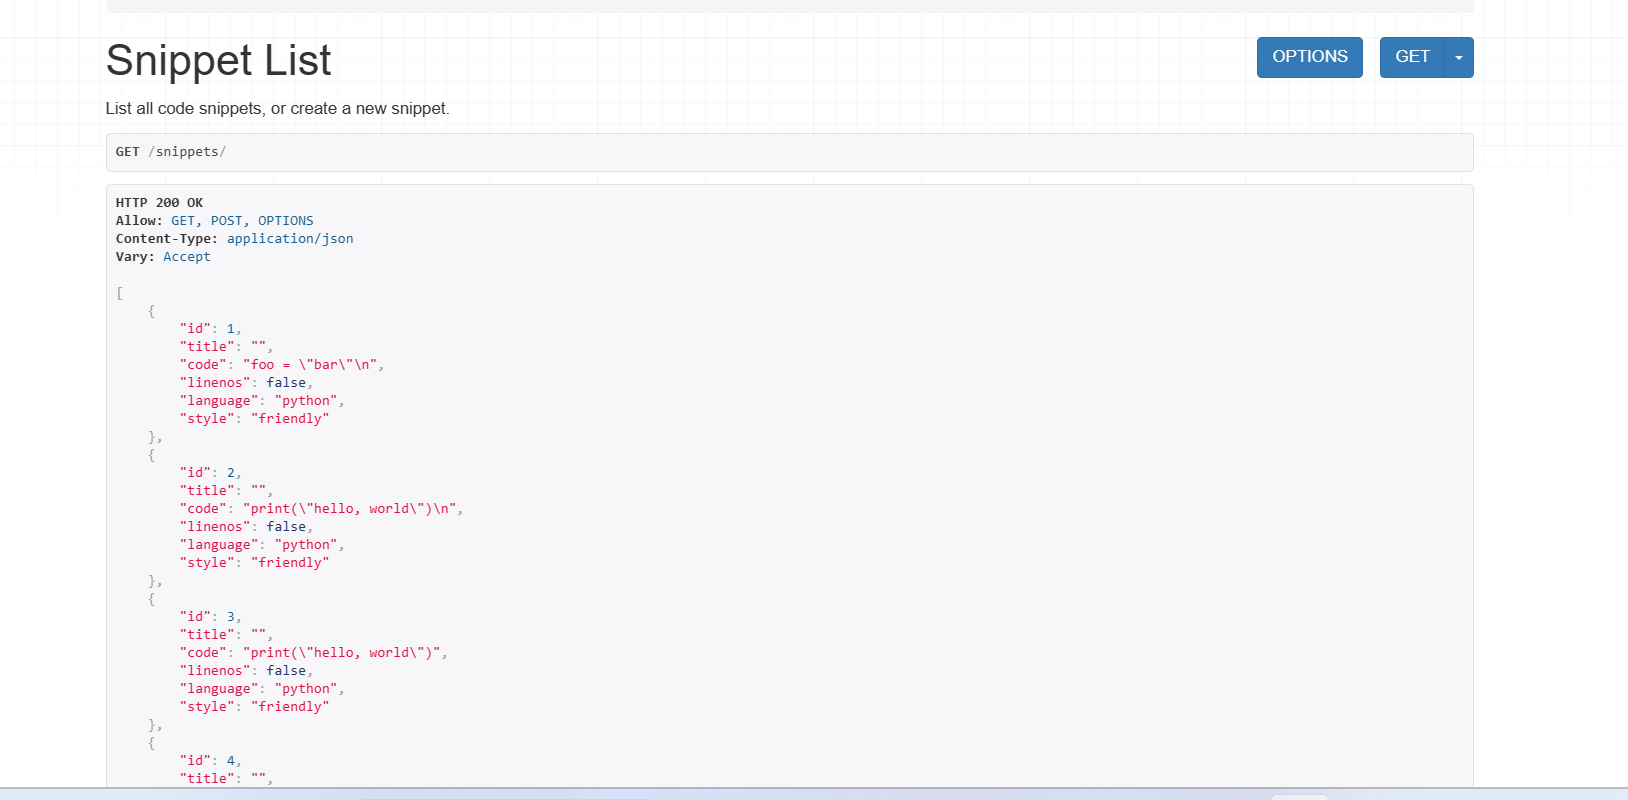 Snippet List
OPTIONS
GET
List all code snippets, or create a new snippet.
GET /snippets/
HTTP 200 OK
Allow: GET, POST, OPTIONS
Content-Type: application/json
Vary: Accept
[
    {
        "id": 1,
        "title": "",
        "code": "foo = \"bar\"\n",
        "linenos": false,
        "language": "python",
        "style": "friendly"
    },
    {
        "id": 2,
        "title": "",
        "code": "print(\"hello, world\")\n",
        "linenos": false,
        "language": "python",
        "style": "friendly"
    },
    {
        "id": 3,
        "title": "",
        "code": "print(\"hello, world\")",
        "linenos": false,
        "language": "python",
        "style": "friendly"
    },
    {
        "id": 4,
        "title": "",